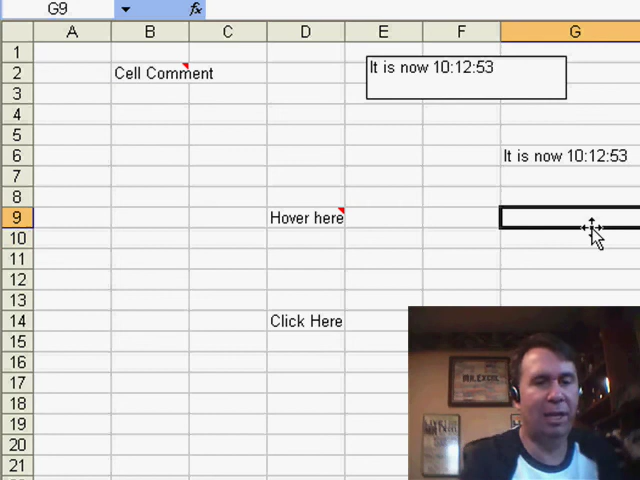 G9
fx
A B C D E F G
1
2 Cell Comment It is now 10:12:53
3
4
5
6 It is now 10:12:53
7
8
9 Hover here
10
11
12
13
14 Click Here
15
16
17
18
19
20
21
MR.EXCEL